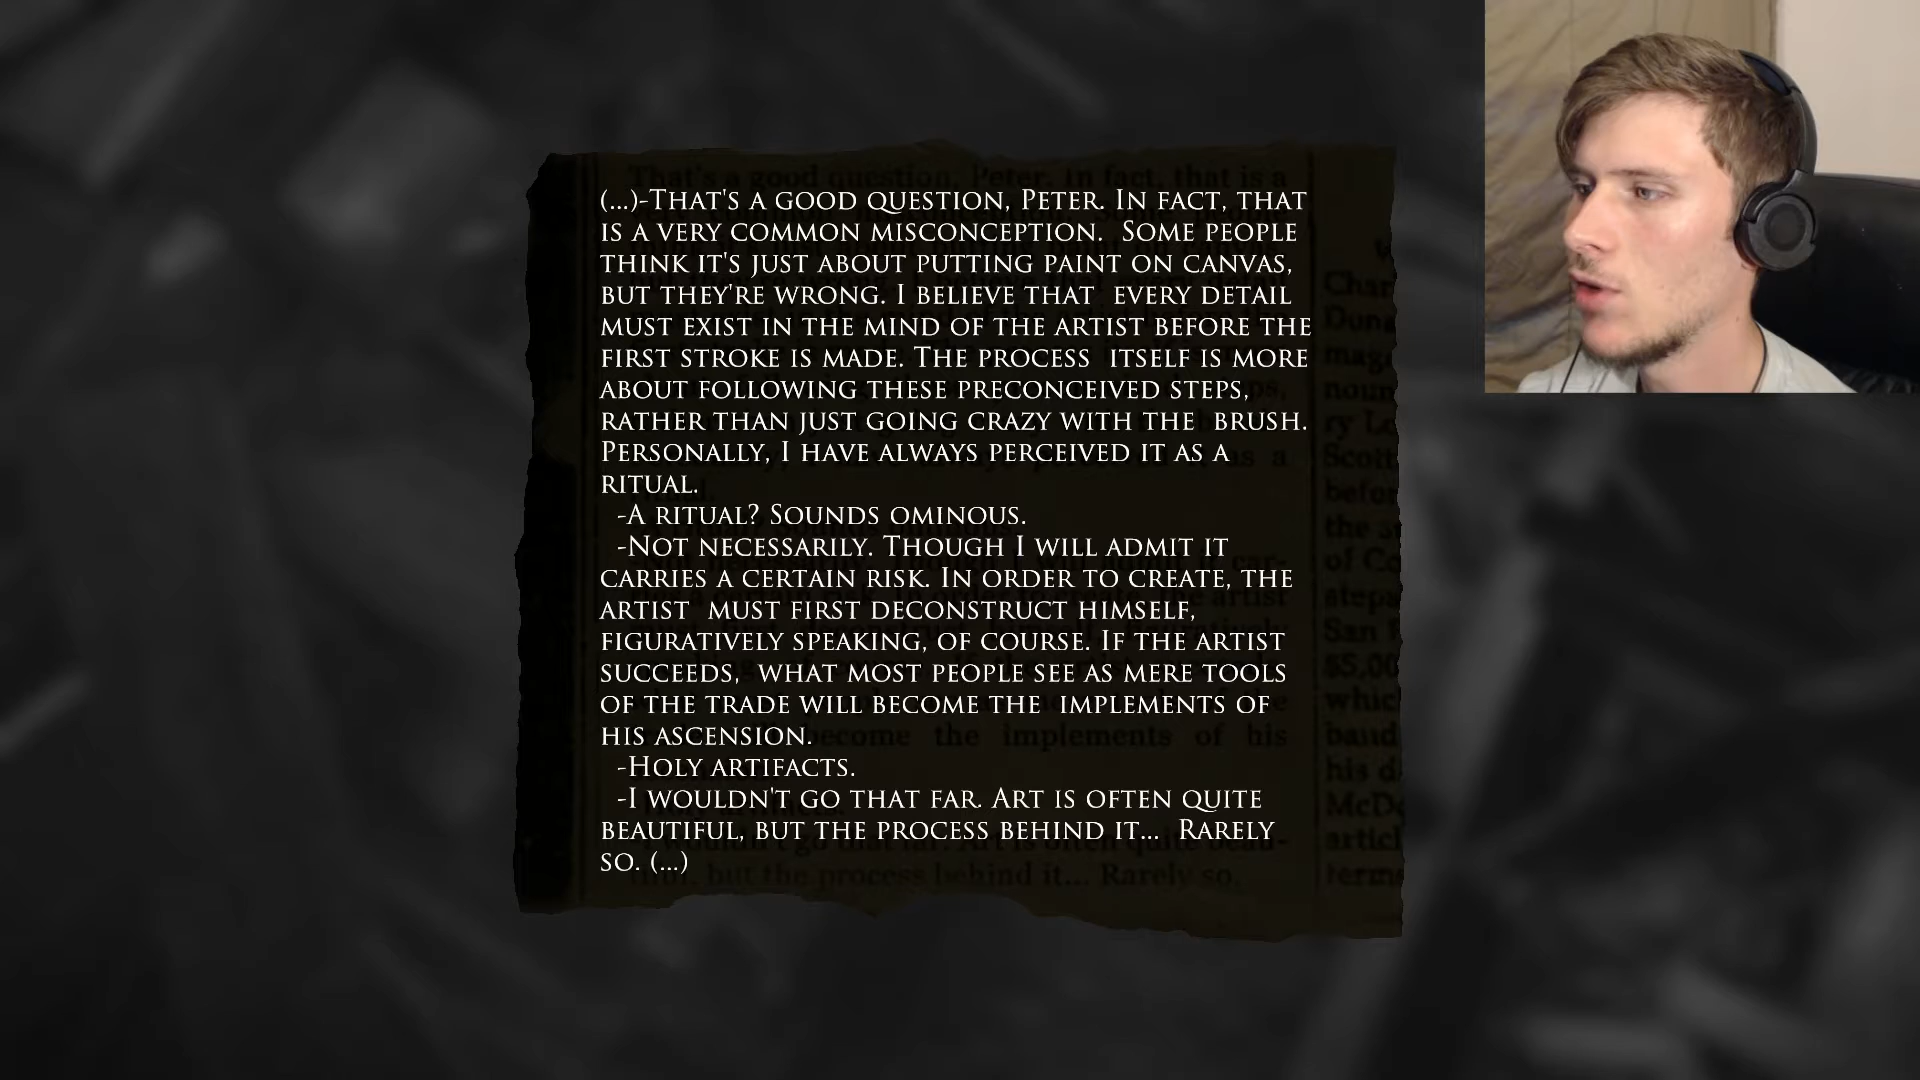 (...)-That's a good question, Peter. In fact, that
is a very common misconception.  Some people
think it's just about putting paint on canvas,
but they're wrong. I believe that  every detail
must exist in the mind of the artist before the
first stroke is made. The process  itself is more
about following these preconceived steps,
rather than just going crazy with the  brush.
Personally, I have always perceived it as a
ritual.
-A ritual? Sounds ominous.
-Not necessarily. Though I will admit it
carries a certain risk. In order to create, the
artist  must first deconstruct himself,
figuratively speaking, of course. If the artist
succeeds,  what most people see as mere tools
of the trade will become the  implements of
his ascension.
-Holy artifacts.
-I wouldn't go that far. Art is often quite
beautiful, but the process behind it...  Rarely
so. (...)